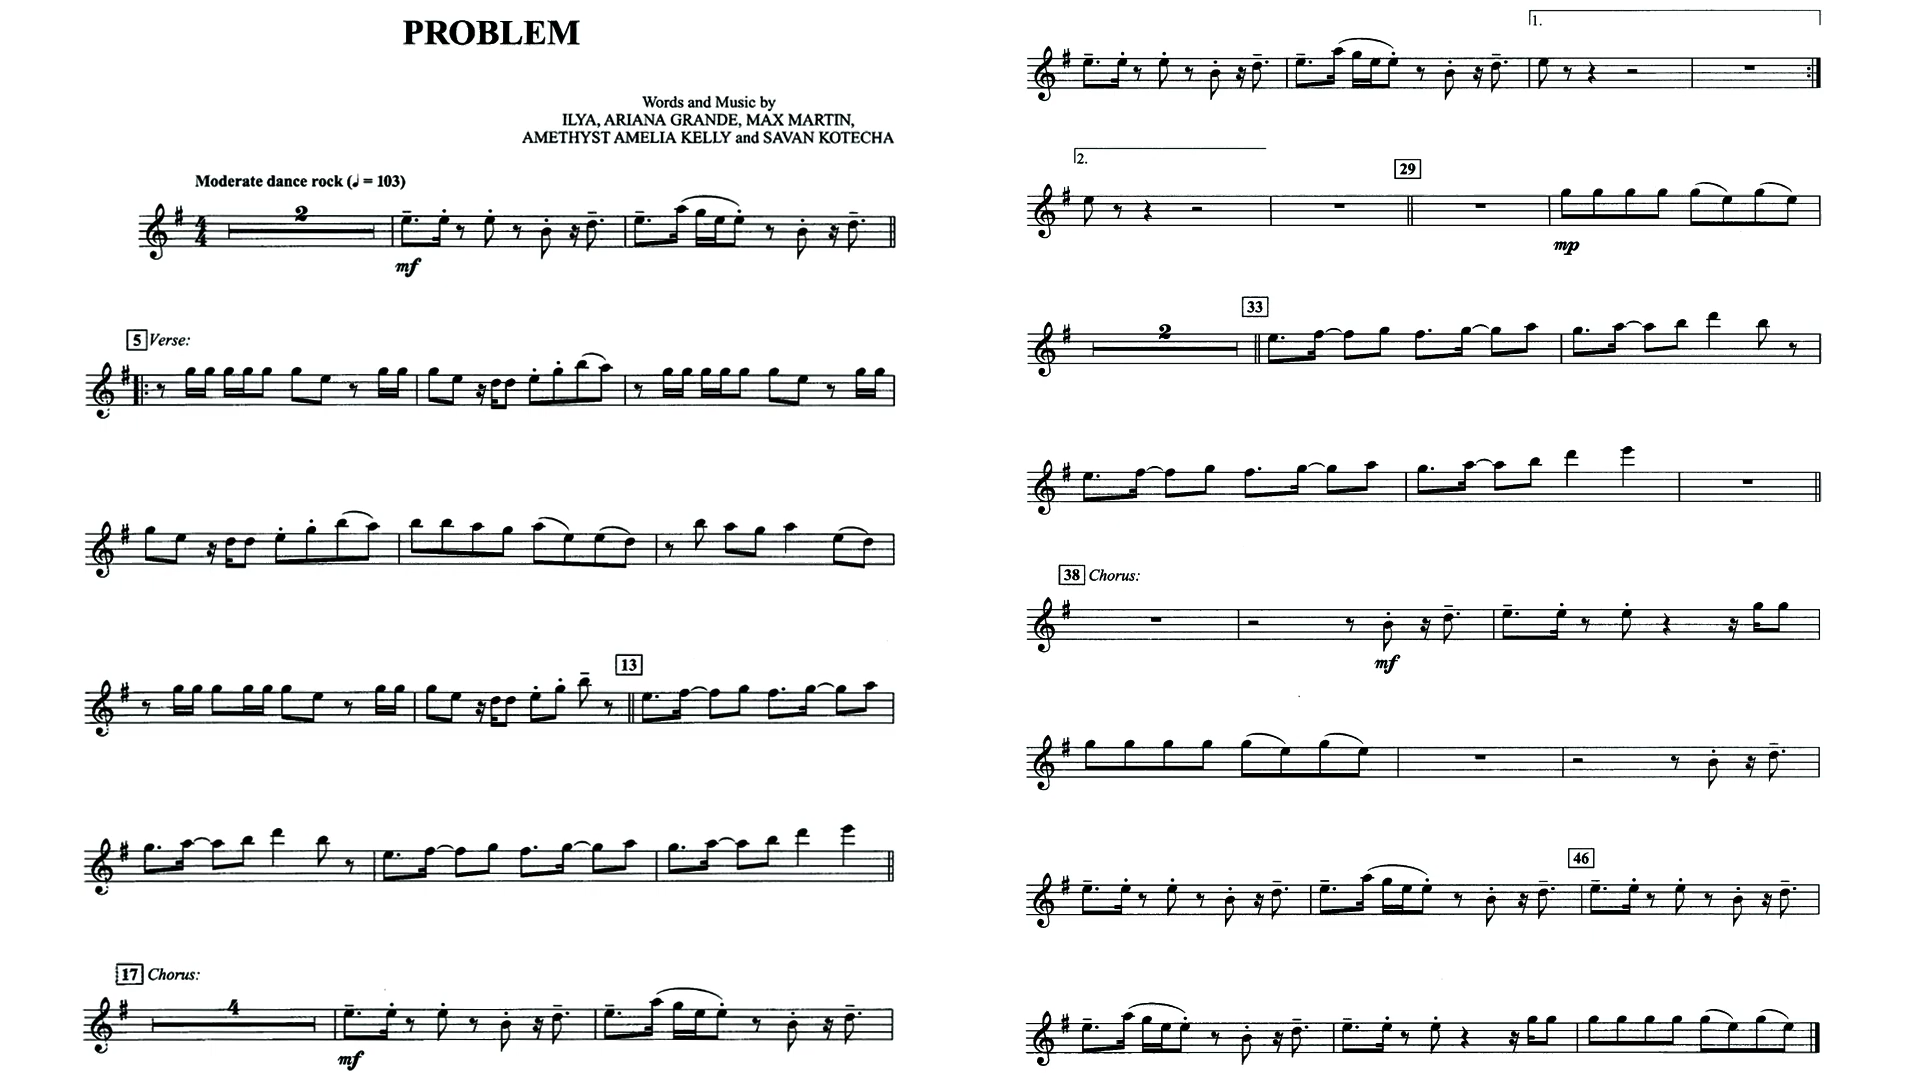 PROBLEM
Words and Music by
ILYA, ARIANA GRANDE, MAX MARTIN,
AMETHYST AMELIA KELLY and SAVAN KOTECHA
Moderate dance rock (♩ = 103)
2
4
4
mf
5 Verse:
13
17 Chorus:
4
mf
1.
2.
29
mp
2
33
38 Chorus:
mf
46